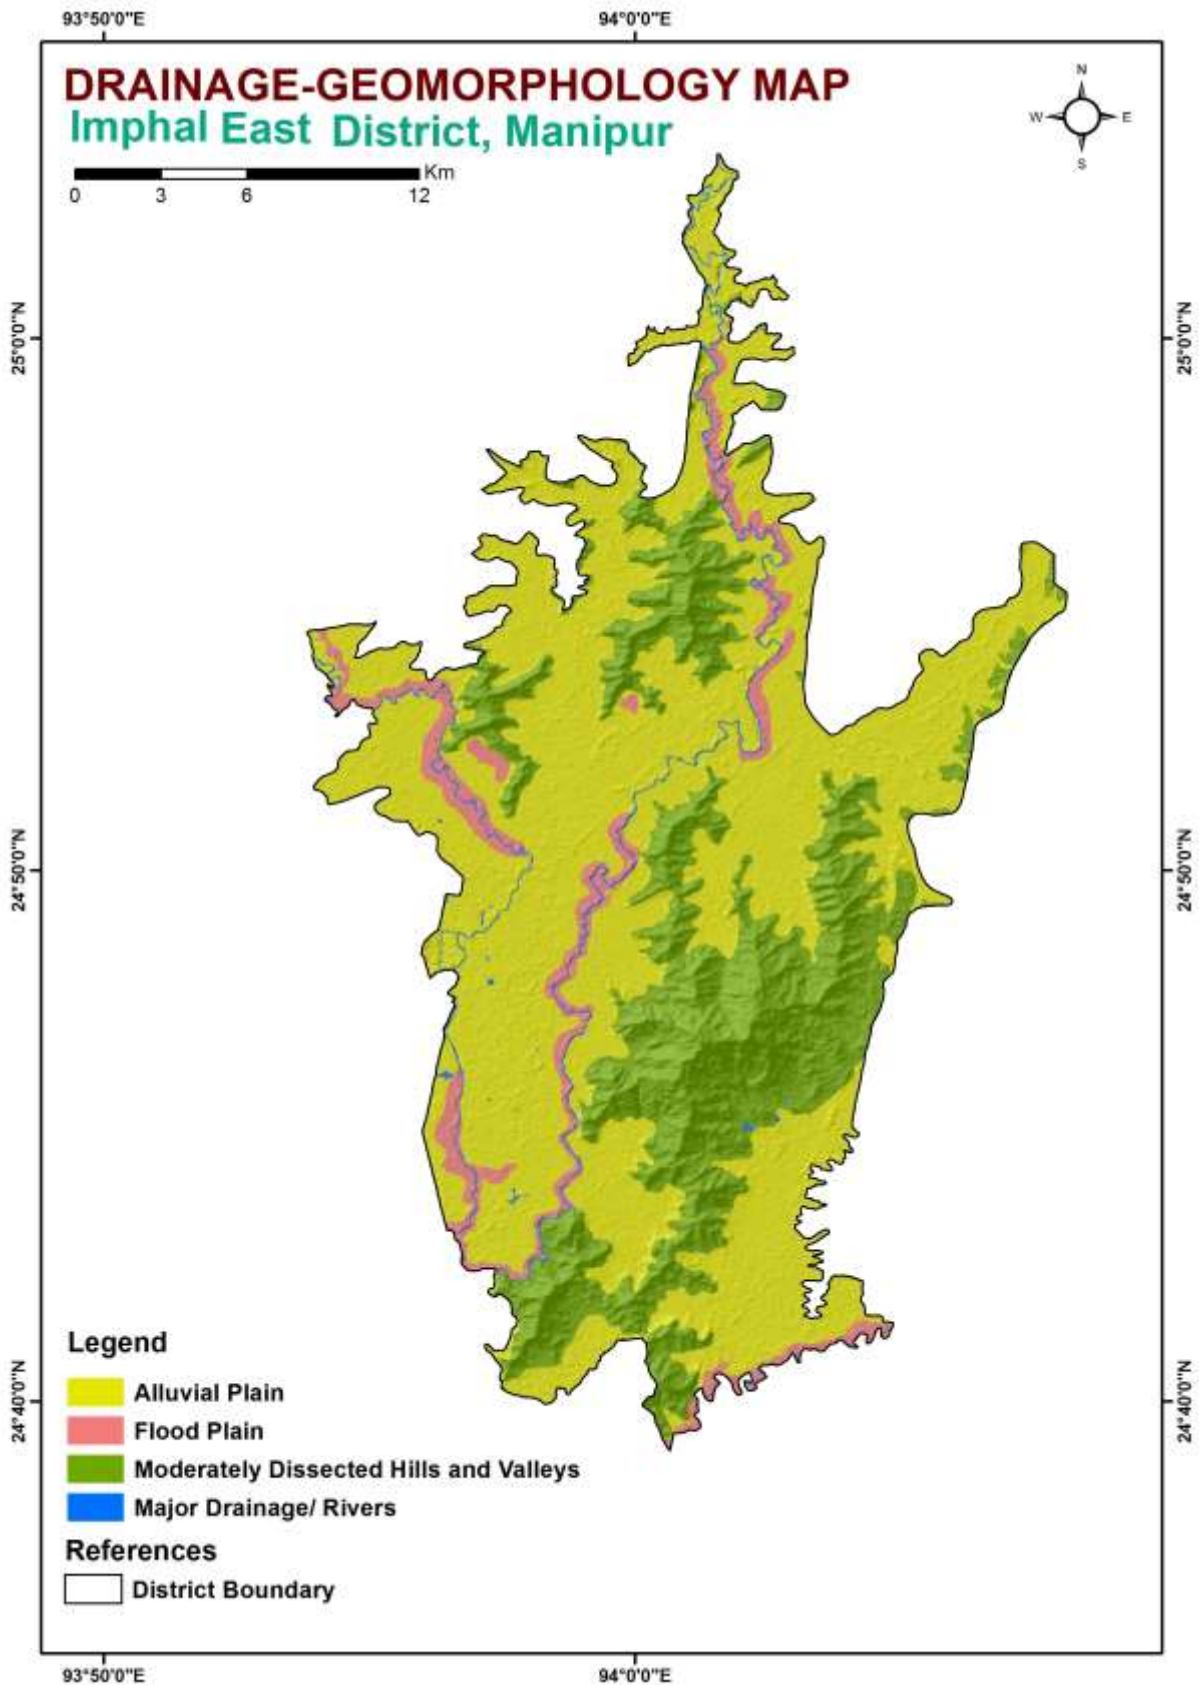 93°50'0"E 94°0'0"E
DRAINAGE-GEOMORPHOLOGY MAP
Imphal East District, Manipur
N
W E
S
Km
0 3 6 12
25°0'0"N 25°0'0"N
24°50'0"N 24°50'0"N
24°40'0"N 24°40'0"N
Legend
Alluvial Plain
Flood Plain
Moderately Dissected Hills and Valleys
Major Drainage/ Rivers
References
District Boundary
93°50'0"E 94°0'0"E